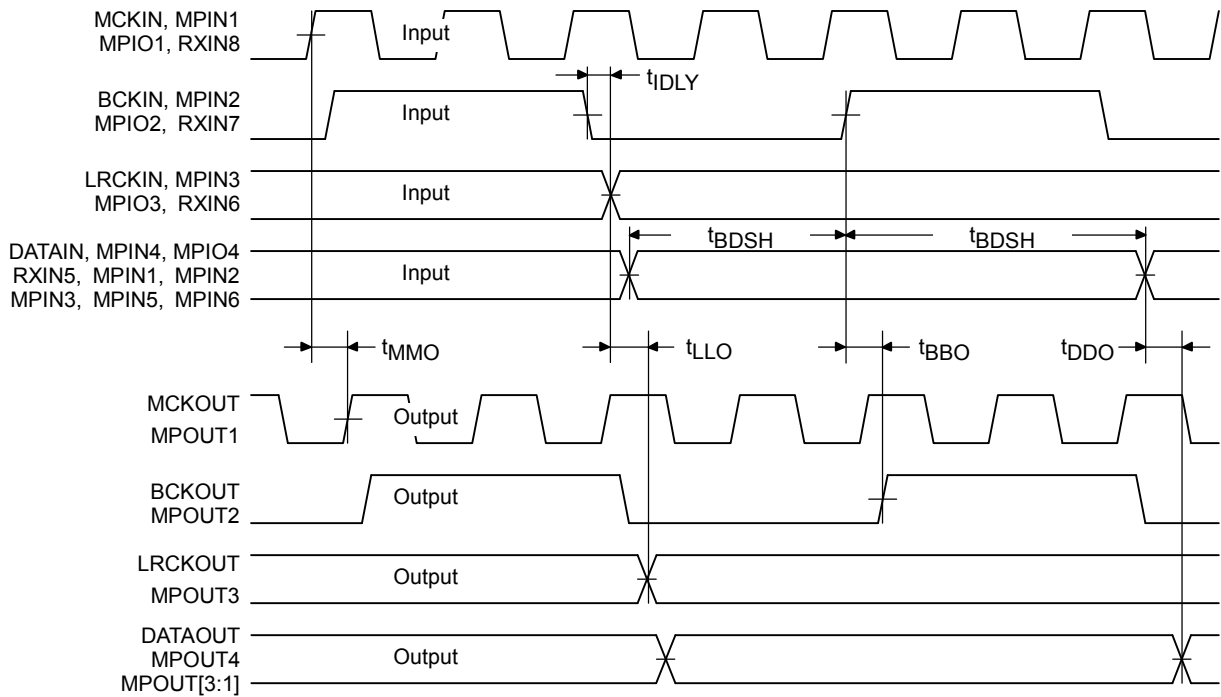 MCKIN, MPIN1
MPIO1, RXIN8
Input
tIDLY
BCKIN, MPIN2
MPIO2, RXIN7
Input
LRCKIN, MPIN3
MPIO3, RXIN6
Input
tBDSH
tBDSH
DATAIN, MPIN4, MPIO4
RXIN5, MPIN1, MPIN2
MPIN3, MPIN5, MPIN6
Input
tMMO
tLLO
tBBO
tDDO
MCKOUT
MPOUT1
Output
BCKOUT
MPOUT2
Output
LRCKOUT
MPOUT3
Output
DATAOUT
MPOUT4
MPOUT[3:1]
Output